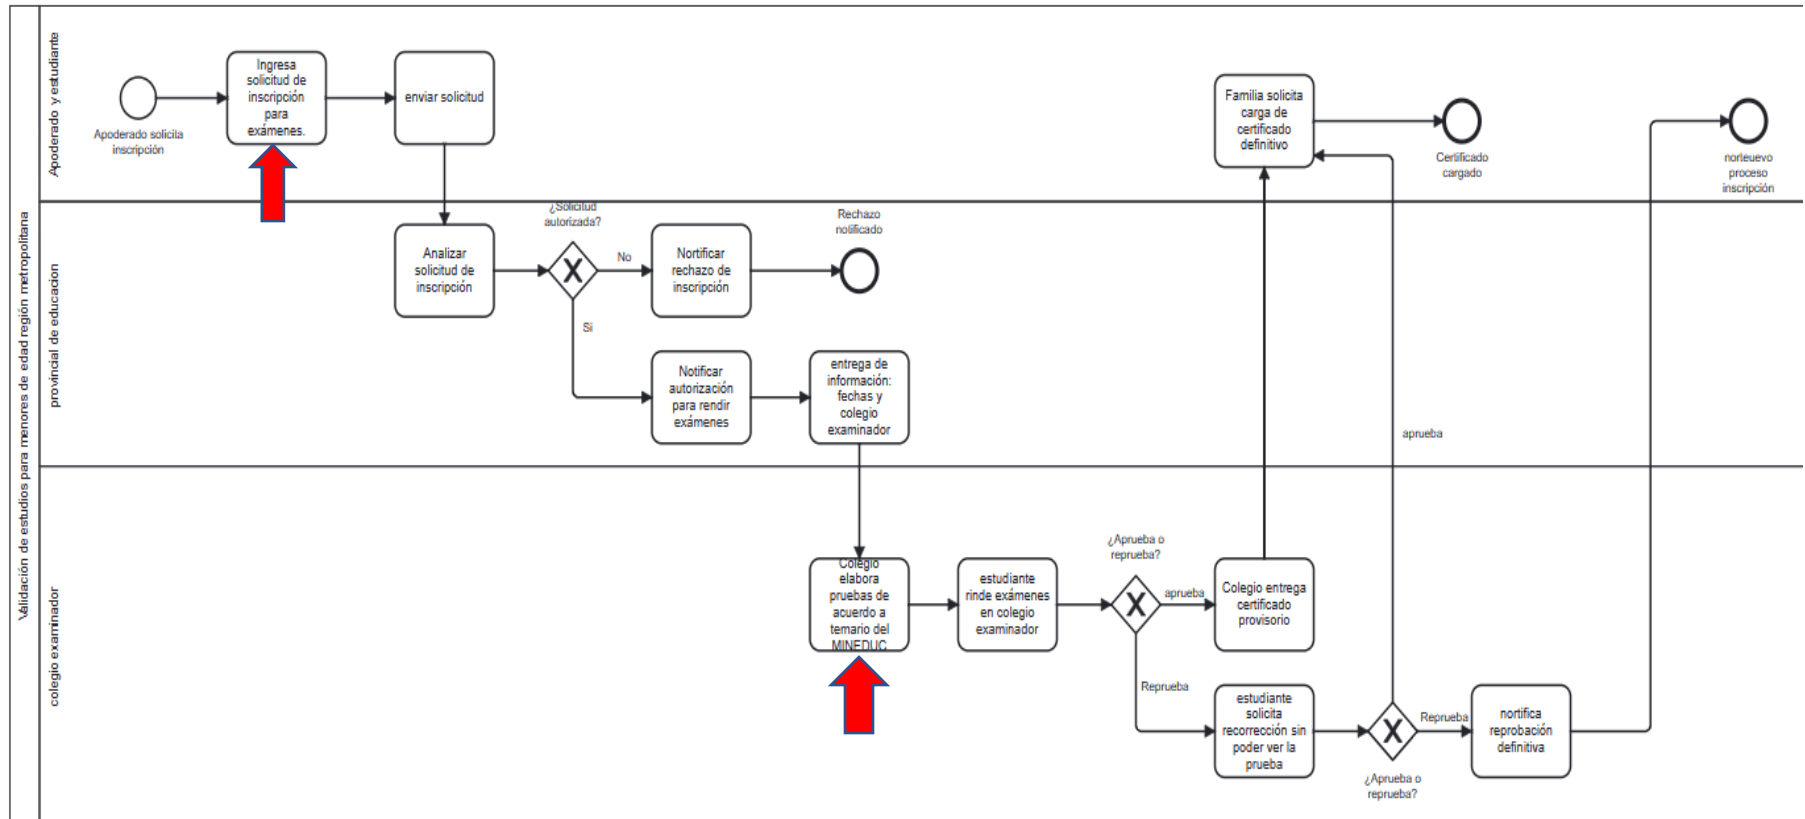 Validación de estudios para menores de edad región metropolitana
Apoderado y estudiante
Apoderado solicita
inscripción
Ingresa
solicitud de
inscripción
para
exámenes.
enviar solicitud
Familia solicita
carga de
certificado
definitivo
Certificado
cargado
norteuevo
proceso
inscripción
provincial de educacion
Analizar
solicitud de
inscripción
¿Solicitud
autorizada?
No
Nortificar
rechazo de
inscripción
Rechazo
notificado
Si
Notificar
autorización
para rendir
exámenes
entrega de
información:
fechas y
colegio
examinador
aprueba
colegio examinador
Colegio
elabora
pruebas de
acuerdo a
temario del
MINEDUC
estudiante
rinde exámenes
en colegio
examinador
¿Aprueba o
reprueba?
aprueba
Colegio entrega
certificado
provisorio
Reprueba
estudiante
solicita
recorrección sin
poder ver la
prueba
¿Aprueba o
reprueba?
Reprueba
nortifica
reprobación
definitiva